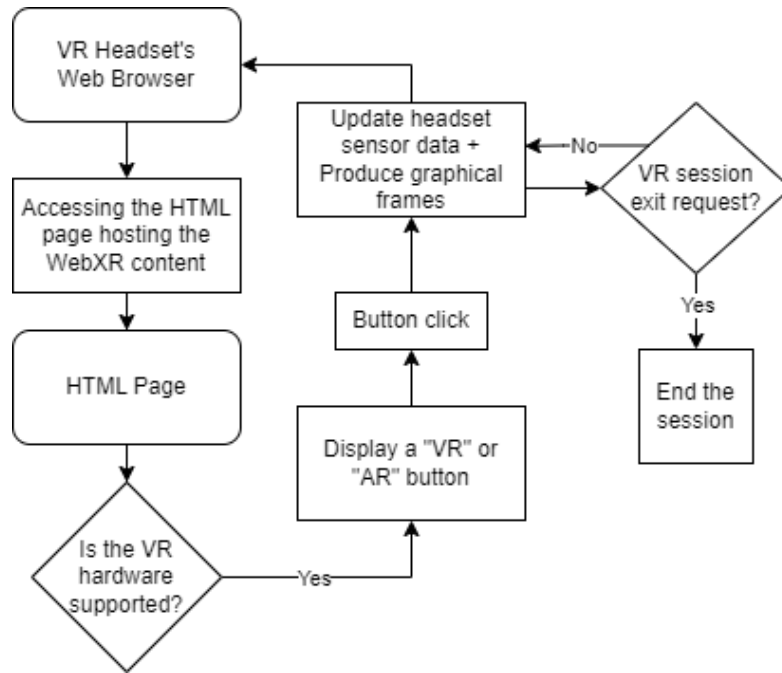 VR Headset's
Web Browser
Accessing the HTML
page hosting the
WebXR content
HTML Page
Is the VR
hardware
supported?
Yes
Display a "VR" or
"AR" button
Button click
Update headset
sensor data +
Produce graphical
frames
No
VR session
exit request?
Yes
End the
session